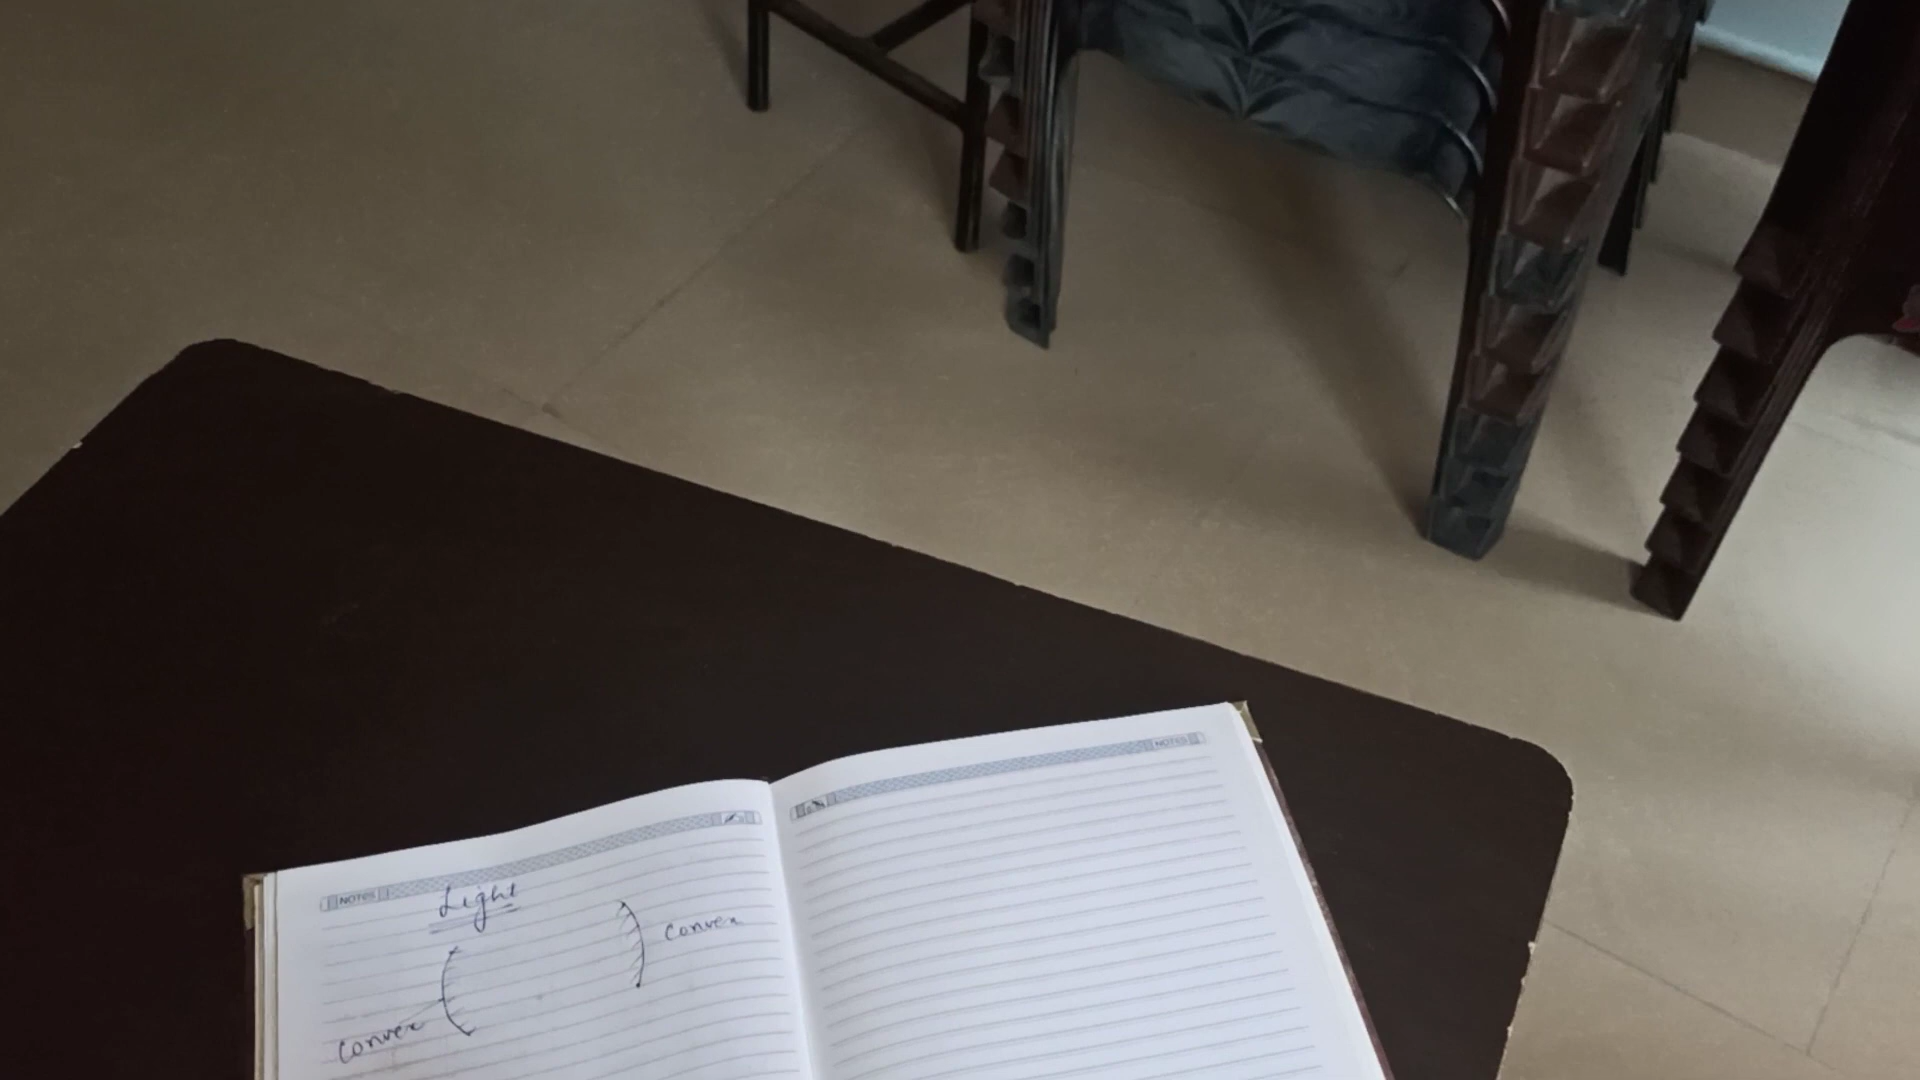 NOTES
NOTES
Light
Convex
Convex